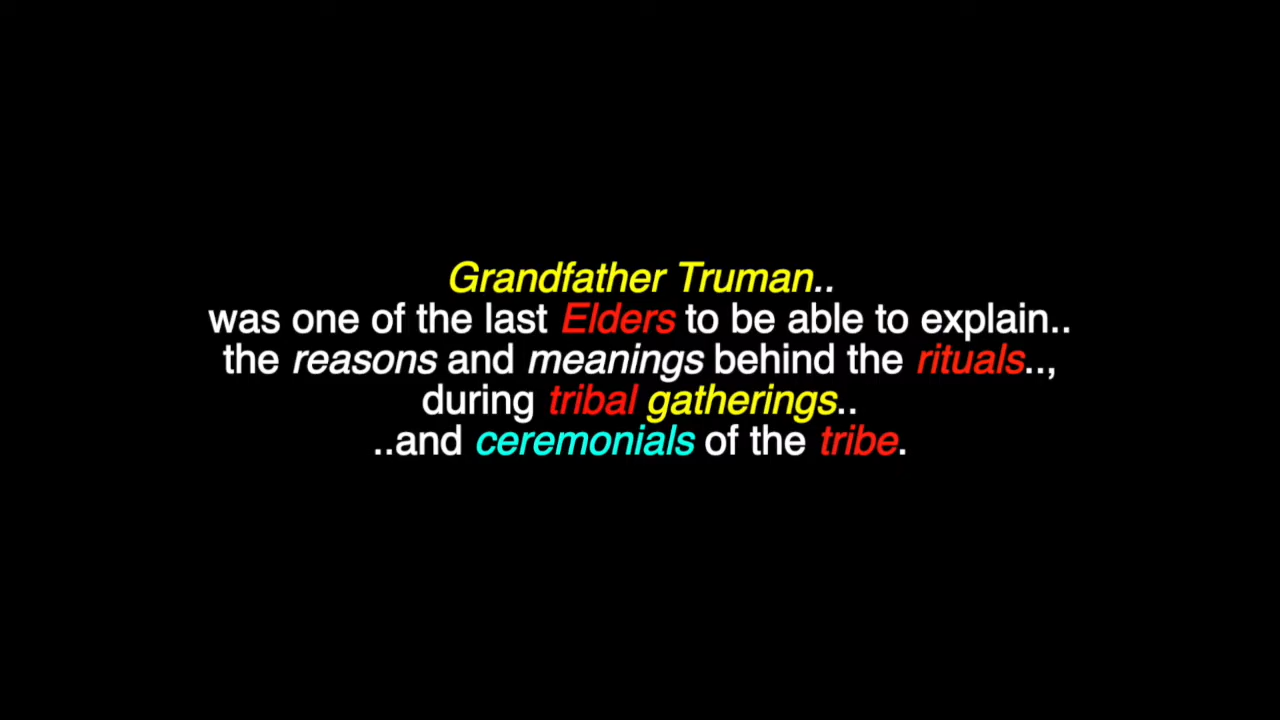 Grandfather Truman..
was one of the last Elders to be able to explain..
the reasons and meanings behind the rituals..,
during tribal gatherings..
..and ceremonials of the tribe.